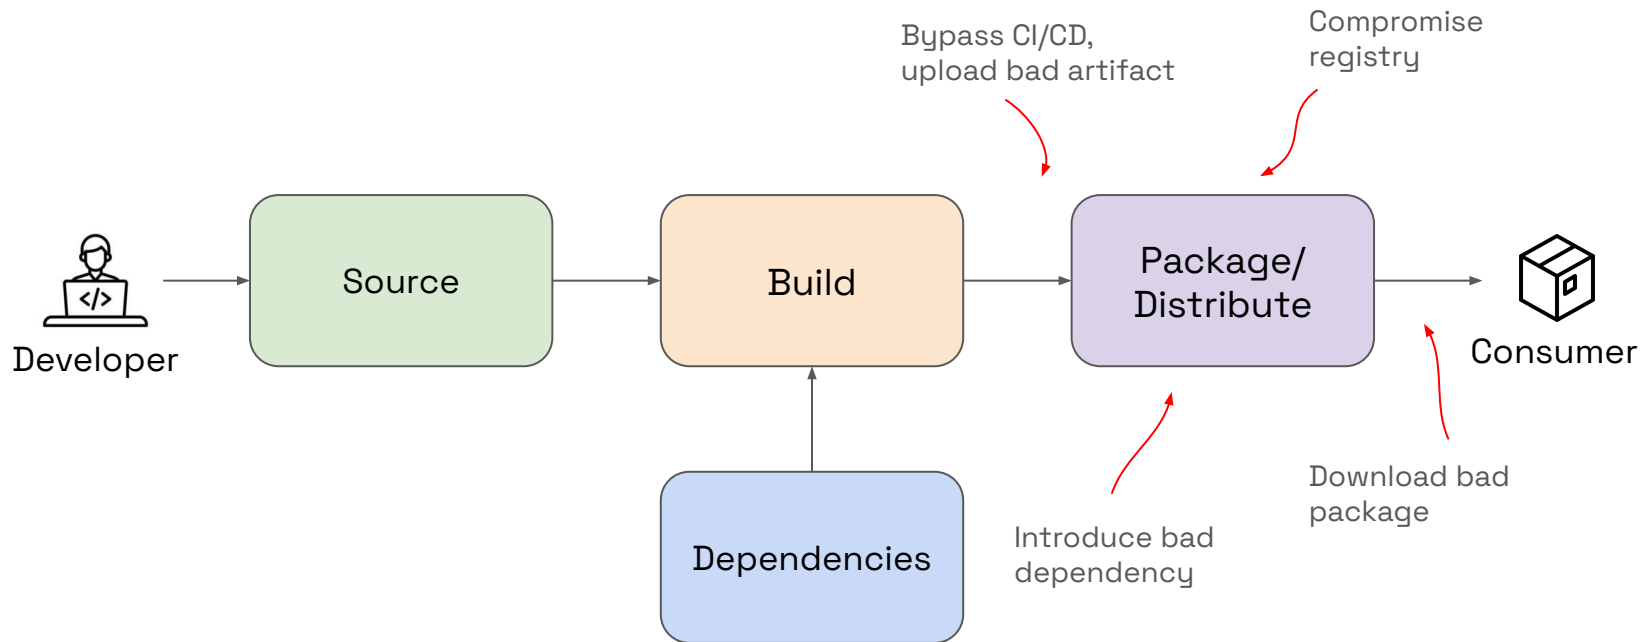 Bypass CI/CD,
upload bad artifact
Compromise
registry
</>
Developer
Source
Build
Package/
Distribute
Consumer
Dependencies
Introduce bad
dependency
Download bad
package